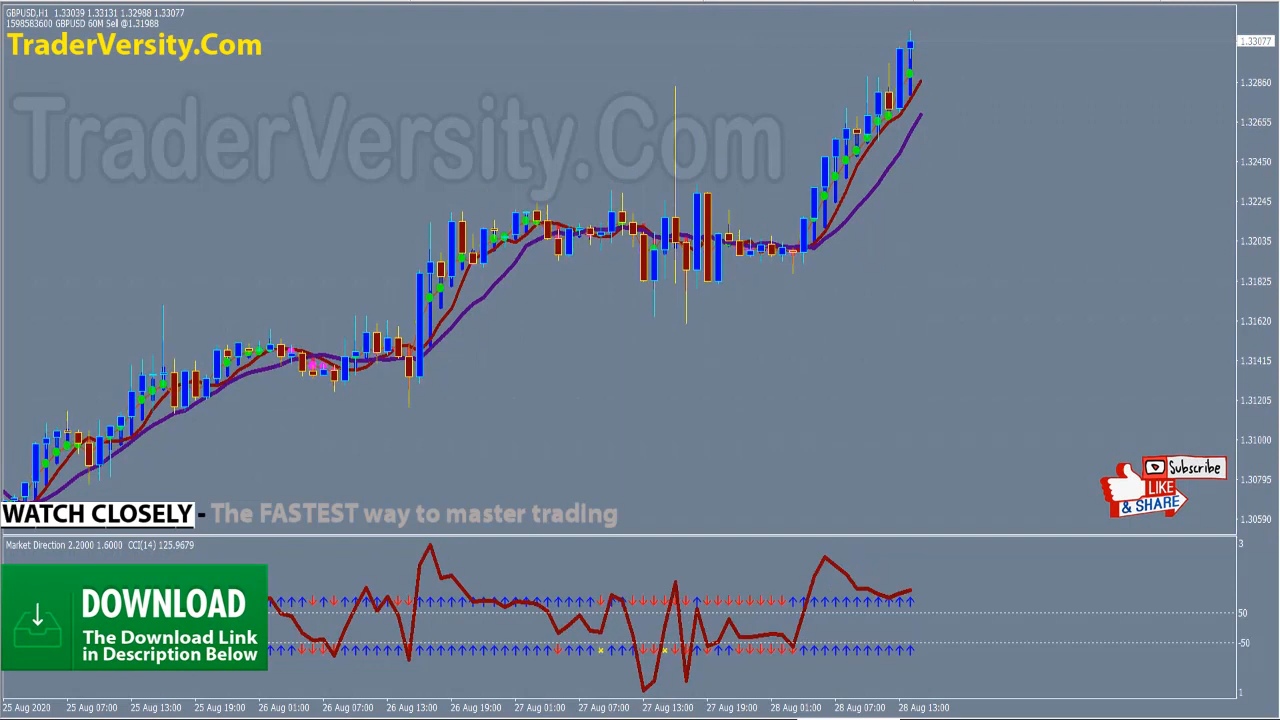 GBPUSD,H1 1.33039 1.33131 1.32988 1.33077
1598583600 GBPUSD 60M Sell @1.31988
TraderVersity.Com
TraderVersity.Com
1.33077
1.32860
1.32655
1.32450
1.32245
1.32035
1.31825
1.31620
1.31415
1.31205
1.31000
1.30795
1.30590
Subscribe
LIKE
& SHARE
WATCH CLOSELY - The FASTEST way to master trading
Market Direction 2.2000 1.6000 CCI(14) 125.9679
3
50
-50
1
DOWNLOAD
The Download Link
in Description Below
25 Aug 2020 25 Aug 07:00 25 Aug 13:00 25 Aug 19:00 26 Aug 01:00 26 Aug 07:00 26 Aug 13:00 26 Aug 19:00 27 Aug 01:00 27 Aug 07:00 27 Aug 13:00 27 Aug 19:00 28 Aug 01:00 28 Aug 07:00 28 Aug 13:00